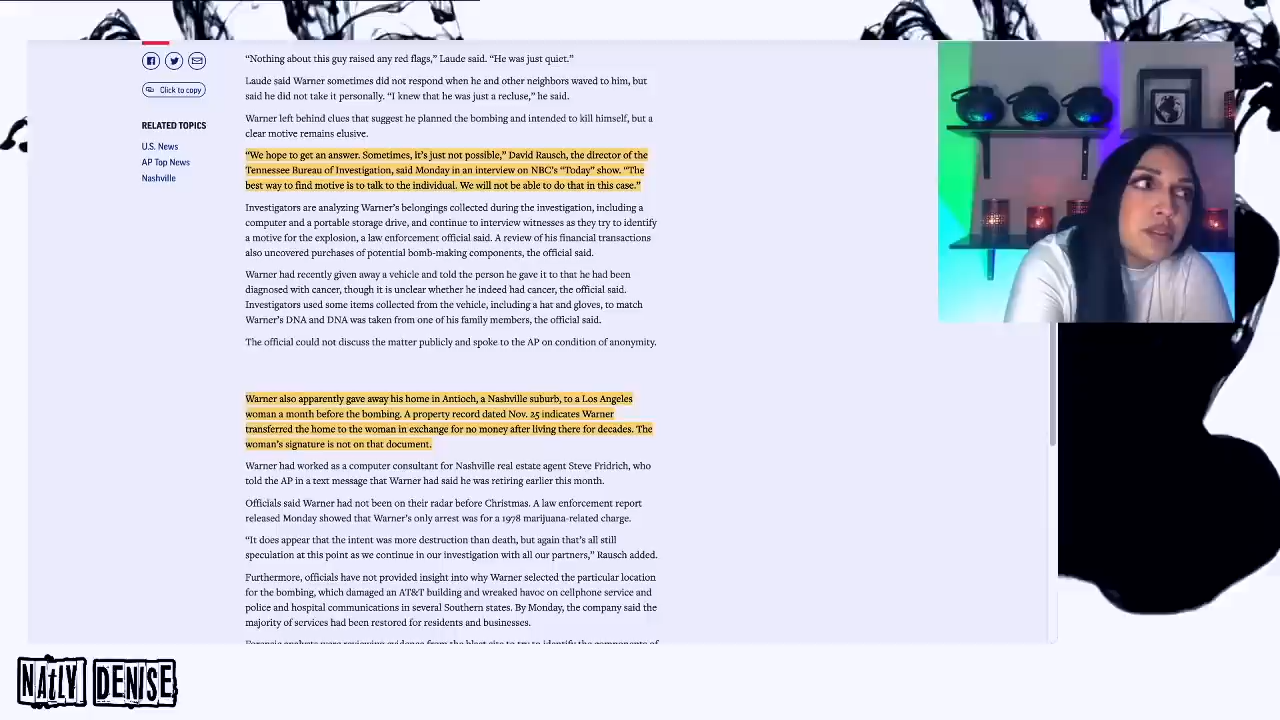 “Nothing about this guy raised any red flags,” Laude said. “He was just quiet.”
Laude said Warner sometimes did not respond when he and other neighbors waved to him, but
said he did not take it personally. “I knew that he was just a recluse,” he said.
Click to copy
Warner left behind clues that suggest he planned the bombing and intended to kill himself, but a
clear motive remains elusive.
RELATED TOPICS
U.S. News
AP Top News
Nashville
“We hope to get an answer. Sometimes, it’s just not possible,” David Rausch, the director of the
Tennessee Bureau of Investigation, said Monday in an interview on NBC’s “Today” show. “The
best way to find motive is to talk to the individual. We will not be able to do that in this case.”
Investigators are analyzing Warner’s belongings collected during the investigation, including a
computer and a portable storage drive, and continue to interview witnesses as they try to identify
a motive for the explosion, a law enforcement official said. A review of his financial transactions
also uncovered purchases of potential bomb-making components, the official said.
Warner had recently given away a vehicle and told the person he gave it to that he had been
diagnosed with cancer, though it is unclear whether he indeed had cancer, the official said.
Investigators used some items collected from the vehicle, including a hat and gloves, to match
Warner’s DNA and DNA was taken from one of his family members, the official said.
The official could not discuss the matter publicly and spoke to the AP on condition of anonymity.
Warner also apparently gave away his home in Antioch, a Nashville suburb, to a Los Angeles
woman a month before the bombing. A property record dated Nov. 25 indicates Warner
transferred the home to the woman in exchange for no money after living there for decades. The
woman’s signature is not on that document.
Warner had worked as a computer consultant for Nashville real estate agent Steve Fridrich, who
told the AP in a text message that Warner had said he was retiring earlier this month.
Officials said Warner had not been on their radar before Christmas. A law enforcement report
released Monday showed that Warner’s only arrest was for a 1978 marijuana-related charge.
“It does appear that the intent was more destruction than death, but again that’s all still
speculation at this point as we continue in our investigation with all our partners,” Rausch added.
Furthermore, officials have not provided insight into why Warner selected the particular location
for the bombing, which damaged an AT&T building and wreaked havoc on cellphone service and
police and hospital communications in several Southern states. By Monday, the company said the
majority of services had been restored for residents and businesses.
Forensic analysts were reviewing evidence from the blast site to try to identify the components of
NAtLY DENISE